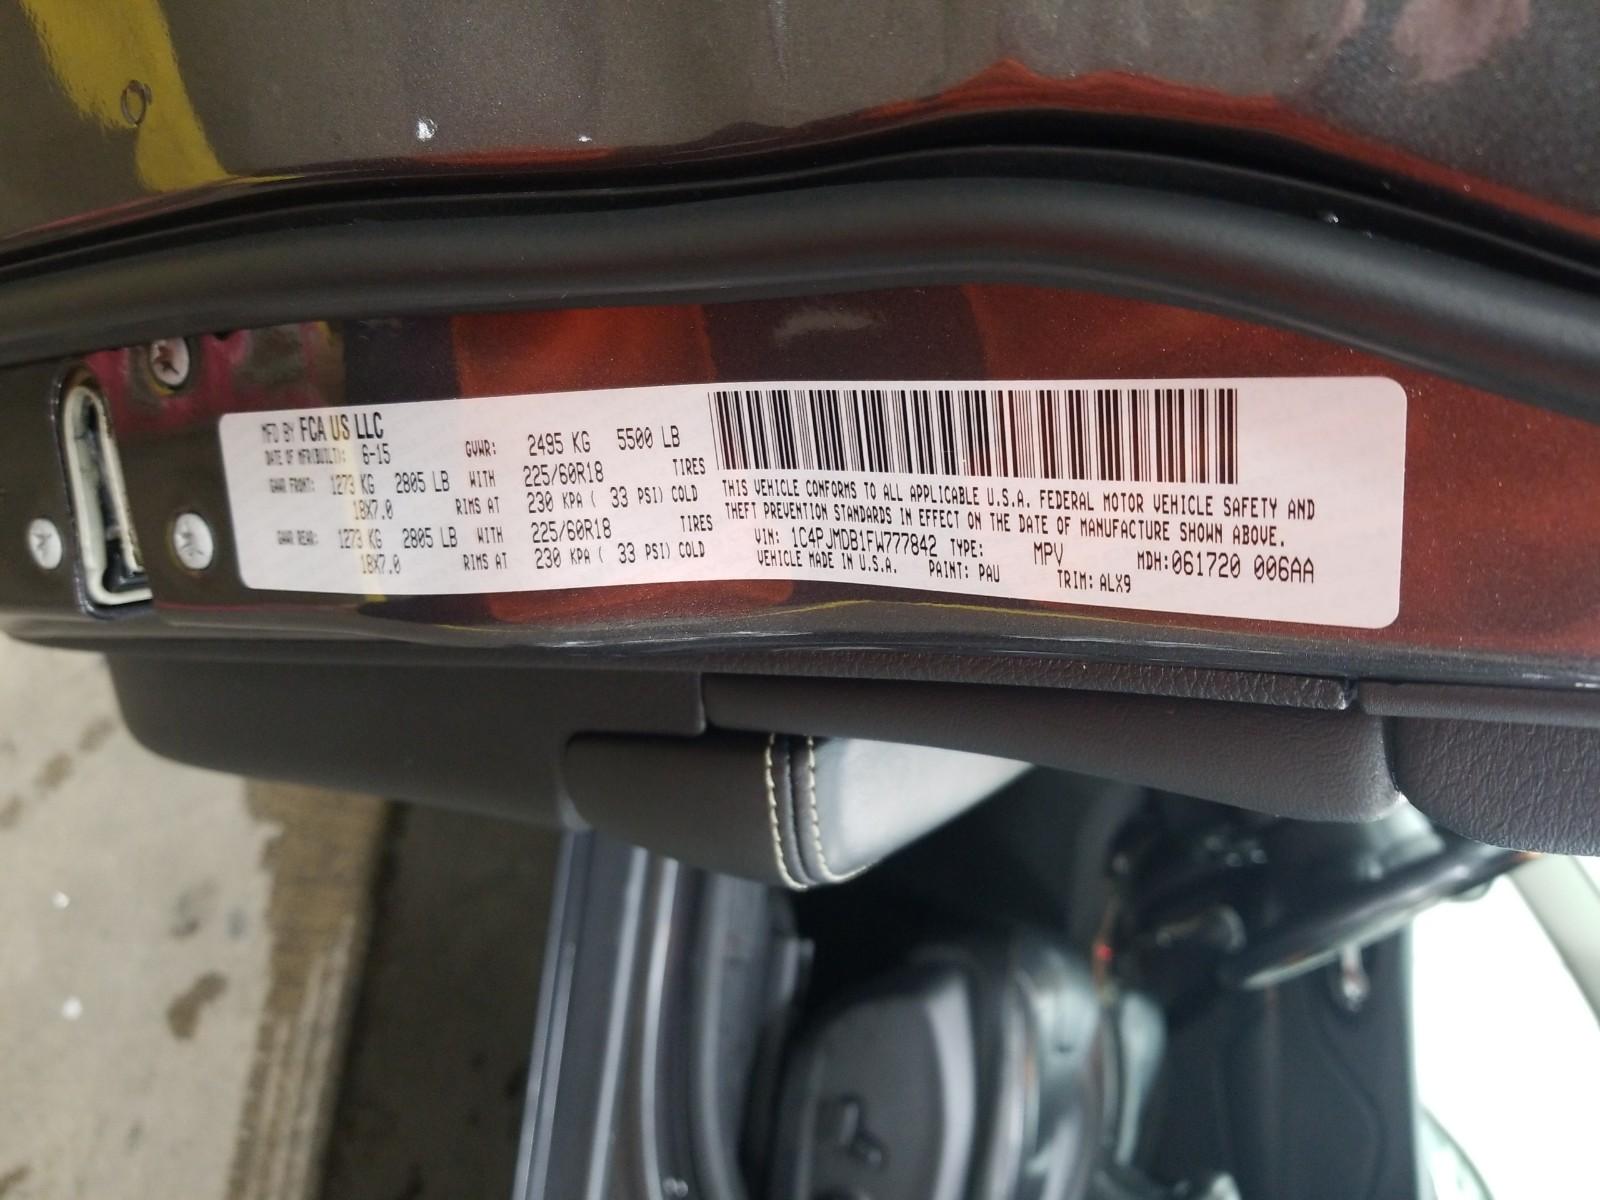 MFD BY FCA US LLC
DATE OF MFR(BUILT): 6-15 GVWR: 2495 KG 5500 LB
GAWR FRONT: 1273 KG 2805 LB WITH 225/60R18 TIRES
18X7.0 RIMS AT 230 KPA ( 33 PSI) COLD
GAWR REAR: 1273 KG 2805 LB WITH 225/60R18 TIRES
18X7.0 RIMS AT 230 KPA ( 33 PSI) COLD
THIS VEHICLE CONFORMS TO ALL APPLICABLE U.S.A. FEDERAL MOTOR VEHICLE SAFETY AND
THEFT PREVENTION STANDARDS IN EFFECT ON THE DATE OF MANUFACTURE SHOWN ABOVE.
VIN: 1C4PJMDB1FW777842 TYPE: MPV MDH:061720 006AA
VEHICLE MADE IN U.S.A. PAINT: PAU TRIM: ALX9